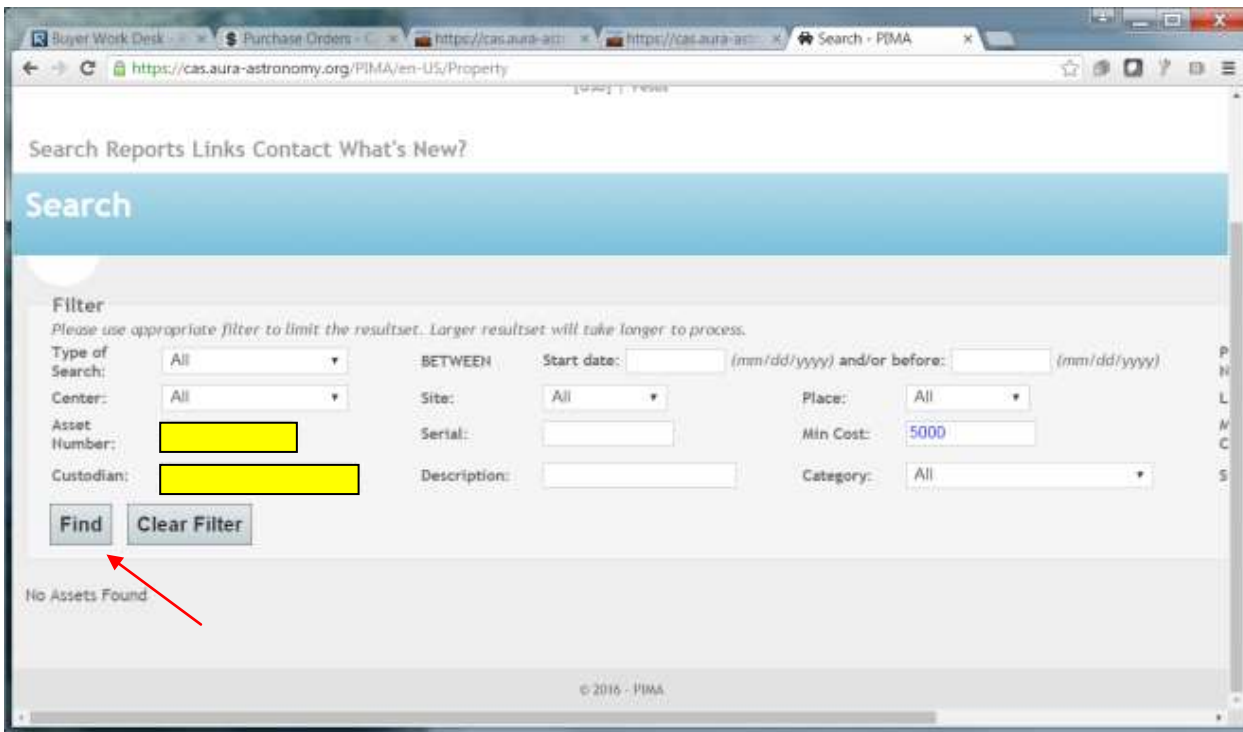 Buyer Work Desk
Purchase Orders - C
https://cas.aura-ast
https://cas.aura-ast
Search - PIMA
https://cas.aura-astronomy.org/PIMA/en-US/Property
Search Reports Links Contact What's New?
Search
Filter
Please use appropriate filter to limit the resultset. Larger resultset will take longer to process.
Type of Search: All BETWEEN Start date: (mm/dd/yyyy) and/or before: (mm/dd/yyyy) P N
Center: All Site: All Place: All L
Asset Number: Serial: Min Cost: 5000 M C
Custodian: Description: Category: All S
Find Clear Filter
No Assets Found
© 2016 - PIMA